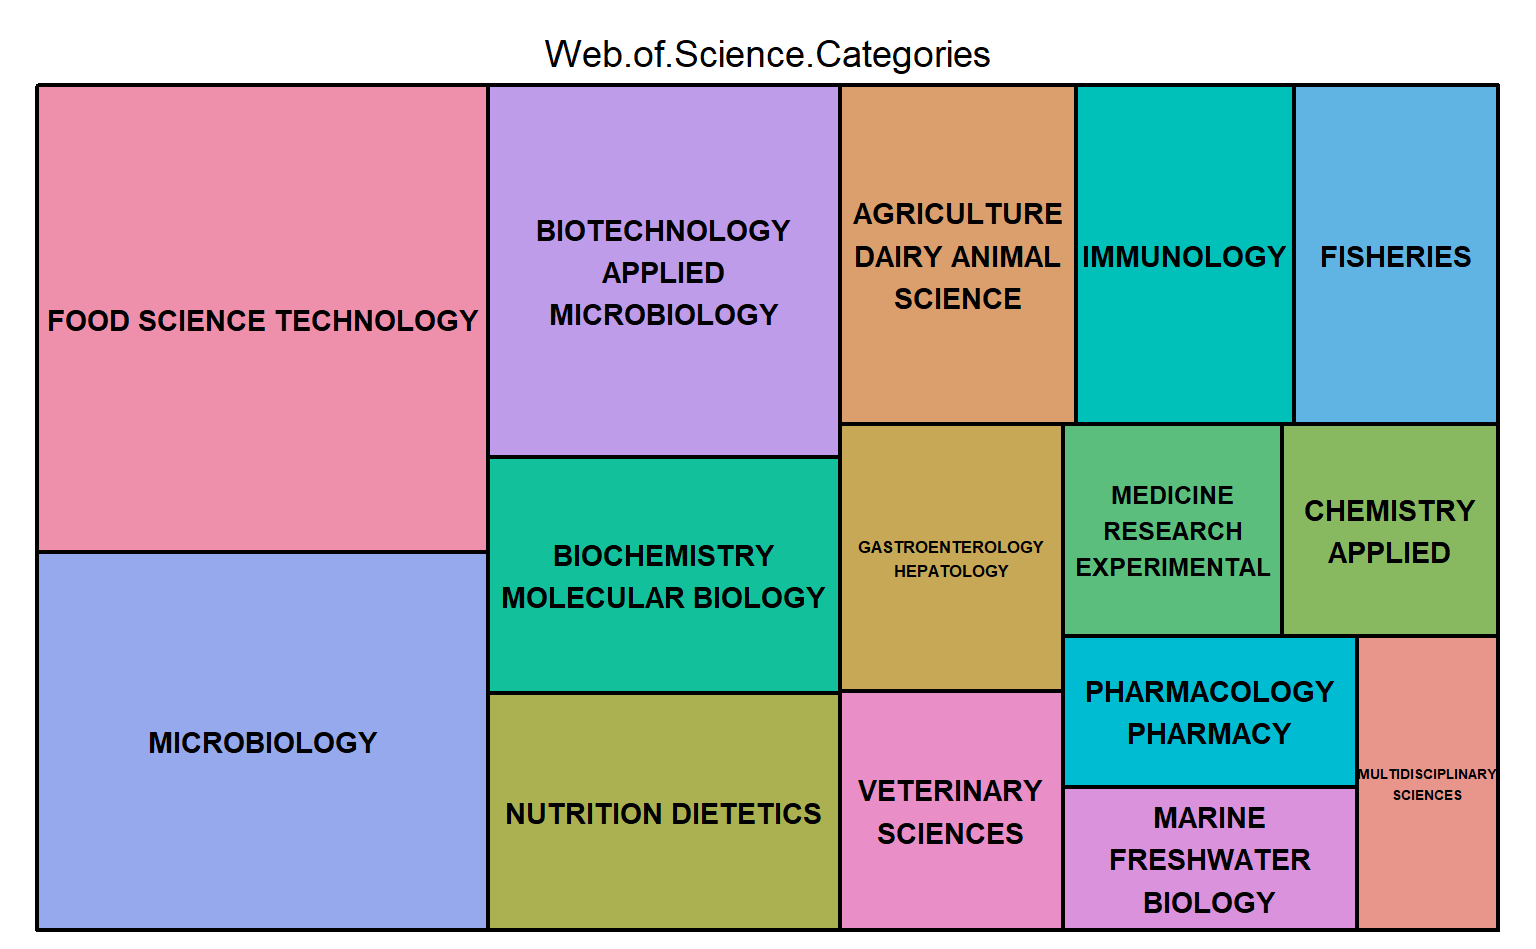 Web.of.Science.Categories
FOOD SCIENCE TECHNOLOGY
MICROBIOLOGY
BIOTECHNOLOGY
APPLIED
MICROBIOLOGY
BIOCHEMISTRY
MOLECULAR BIOLOGY
NUTRITION DIETETICS
AGRICULTURE
DAIRY ANIMAL
SCIENCE
IMMUNOLOGY
FISHERIES
GASTROENTEROLOGY
HEPATOLOGY
MEDICINE
RESEARCH
EXPERIMENTAL
CHEMISTRY
APPLIED
VETERINARY
SCIENCES
PHARMACOLOGY
PHARMACY
MARINE
FRESHWATER
BIOLOGY
MULTIDISCIPLINARY
SCIENCES